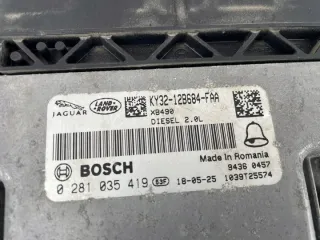 JAGUAR
LAND-ROVER
KY32-12B684-FAA
X8490
DIESEL 2.0L
Made In Romania
BOSCH
9436 0457
0 281 035 419 18-05-25 1039T25574